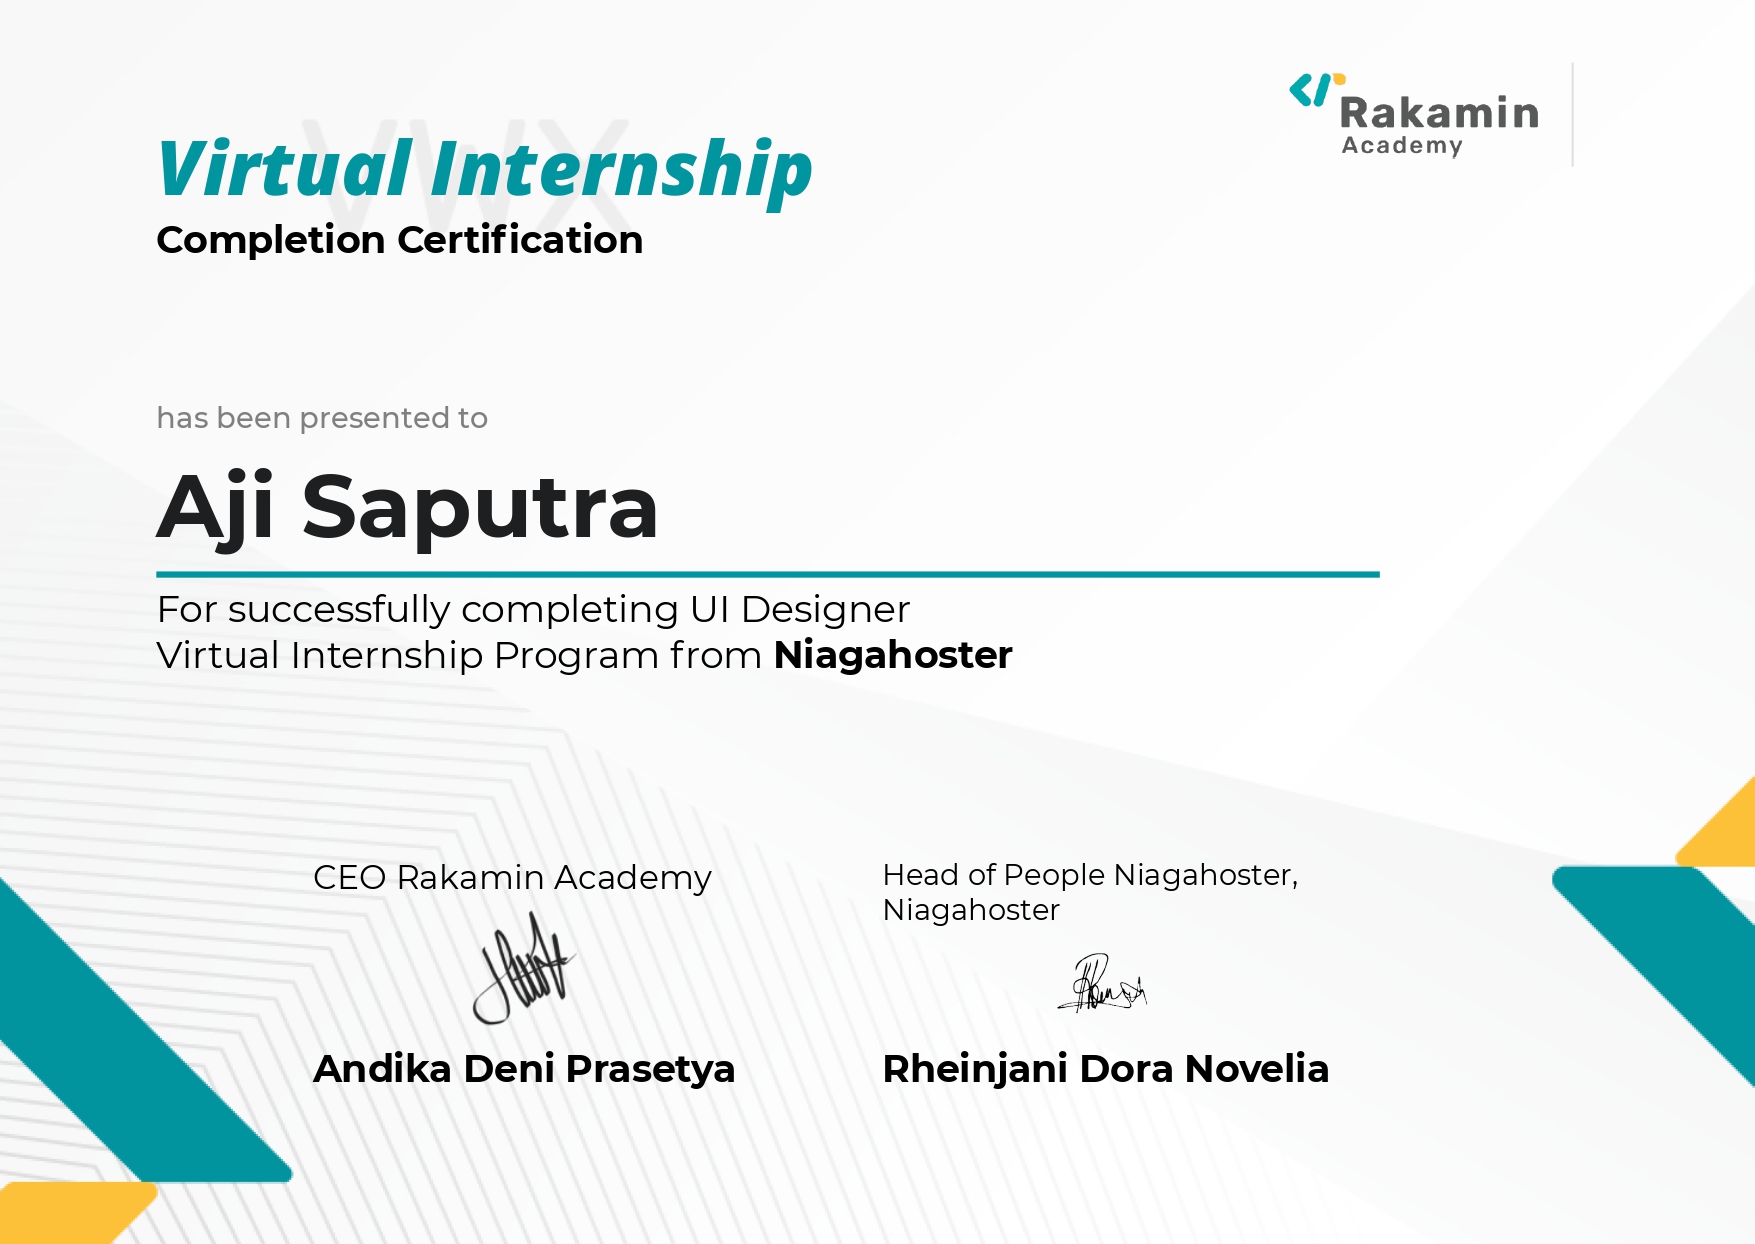 Rakamin
Academy
VWX
Virtual Internship
Completion Certification
has been presented to
Aji Saputra
For successfully completing UI Designer
Virtual Internship Program from Niagahoster
CEO Rakamin Academy
Andika Deni Prasetya
Head of People Niagahoster,
Niagahoster
Rheinjani Dora Novelia